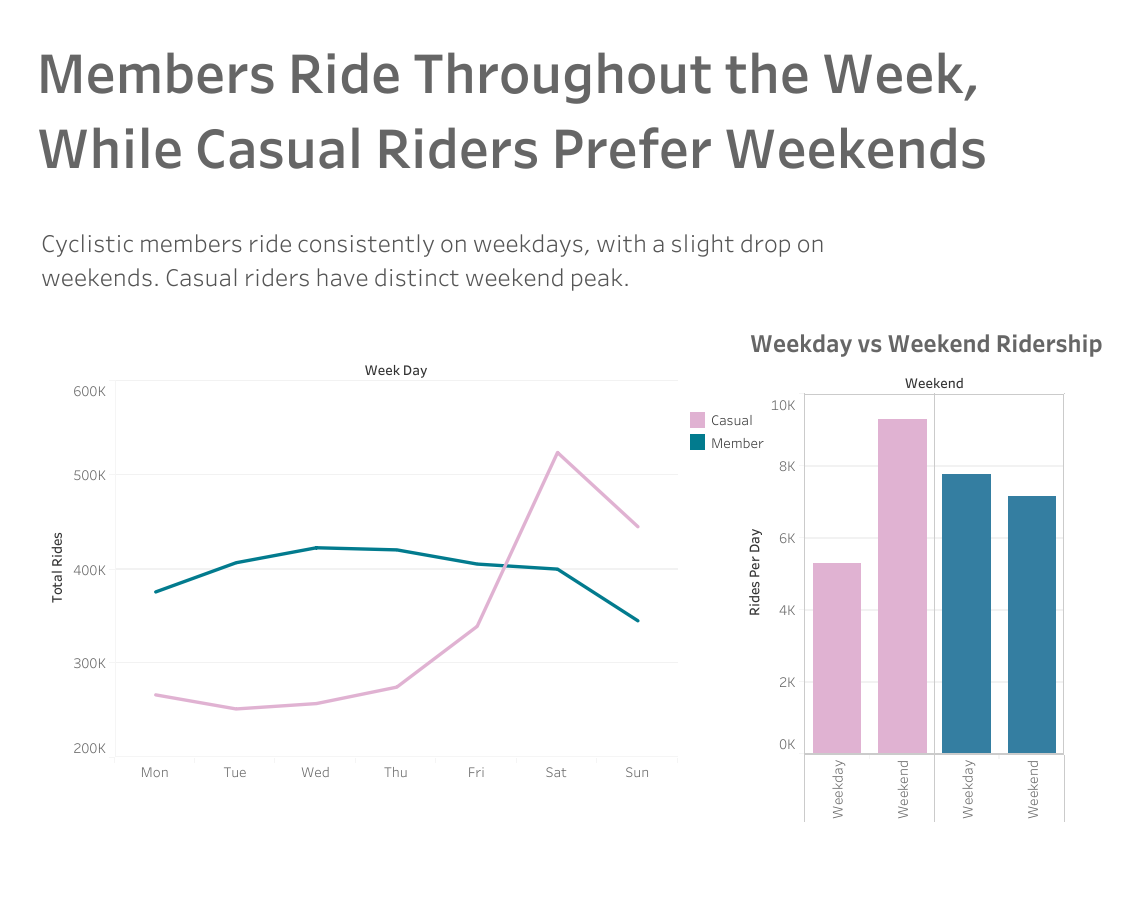 Members Ride Throughout the Week,
While Casual Riders Prefer Weekends
Cyclistic members ride consistently on weekdays, with a slight drop on
weekends. Casual riders have distinct weekend peak.
Week Day
600K
500K
400K
300K
200K
Total Rides
Mon Tue Wed Thu Fri Sat Sun
Casual
Member
Weekday vs Weekend Ridership
Weekend
10K
8K
6K
4K
2K
0K
Rides Per Day
Weekday Weekend Weekday Weekend